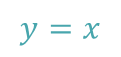 y = x